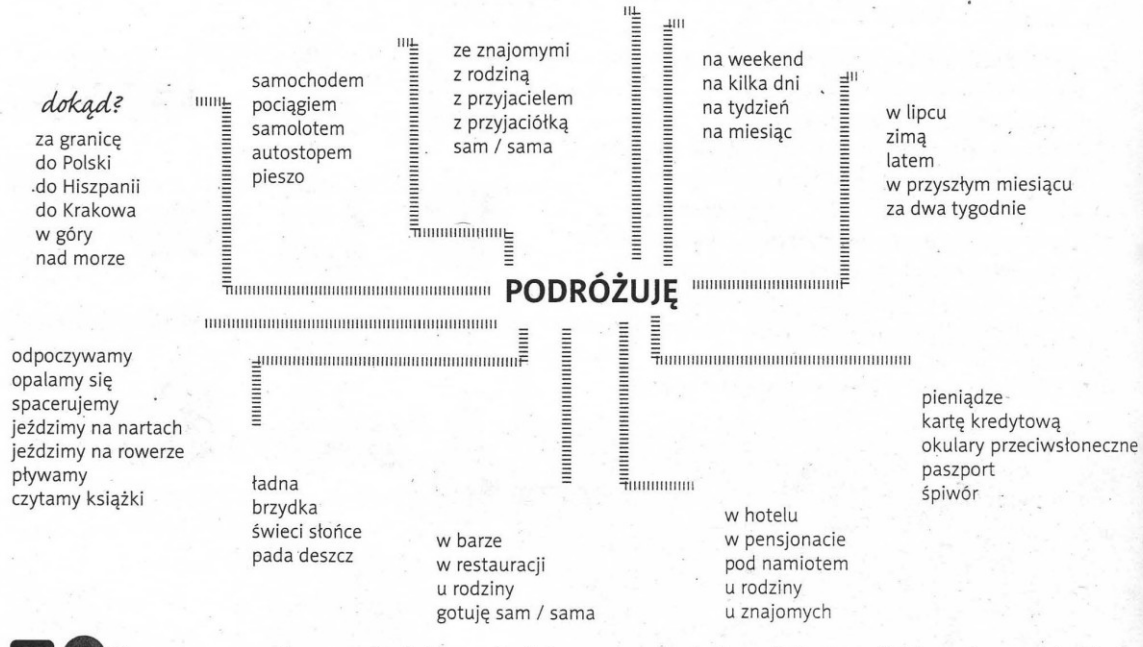 dokąd?
za granicę
do Polski
do Hiszpanii
do Krakowa
w góry
nad morze
samochodem
pociągiem
samolotem
autostopem
pieszo
ze znajomymi
z rodziną
z przyjacielem
z przyjaciółką
sam / sama
na weekend
na kilka dni
na tydzień
na miesiąc
w lipcu
zimą
latem
w przyszłym miesiącu
za dwa tygodnie
PODRÓŻUJĘ
odpoczywamy
opalamy się
spacerujemy
jeździmy na nartach
jeździmy na rowerze
pływamy
czytamy książki
ładna
brzydka
świeci słońce
pada deszcz
w barze
w restauracji
u rodziny
gotuję sam / sama
w hotelu
w pensjonacie
pod namiotem
u rodziny
u znajomych
pieniądze
kartę kredytową
okulary przeciwsłoneczne
paszport
śpiwór